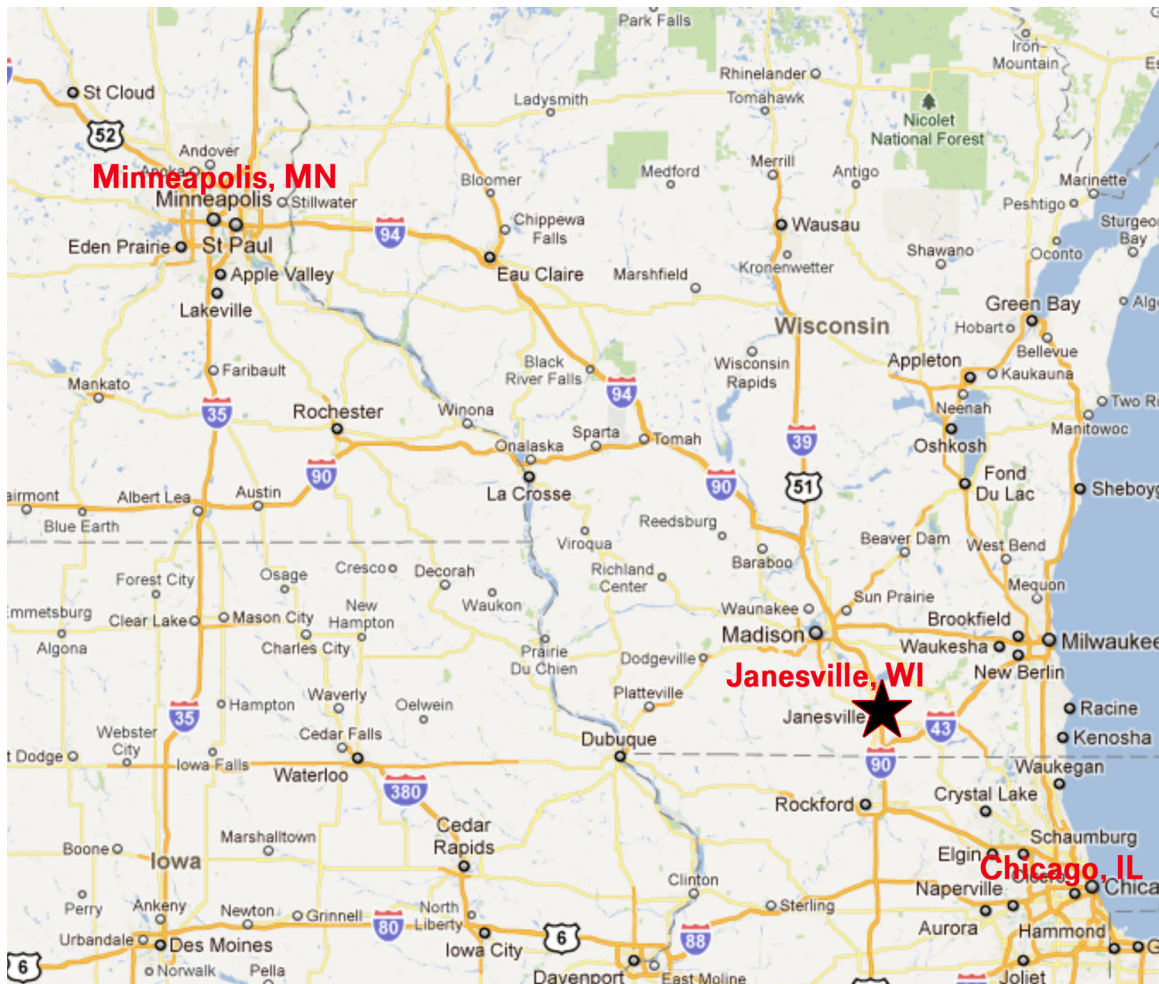 Park Falls
Iron
Mountain
Rhinelander
St Cloud
Ladysmith
Tomahawk
52
Nicolet
National Forest
Andover
Merrill
Medford
Antigo
Minneapolis, MN
Bloomer
Marinette
Minneapolis
Stillwater
Peshtigo
Chippewa
Falls
Wausau
Sturgeon
Bay
94
Eden Prairie
St Paul
Shawano
Oconto
Apple Valley
Eau Claire
Marshfield
Kronenwetter
Lakeville
Green Bay
Wisconsin
Hobart
Bellevue
Black
River Falls
Wisconsin
Rapids
Appleton
Kaukauna
Faribault
Mankato
94
Neenah
Two Ri
Rochester
Winona
35
Manitowoc
Sparta
Tomah
39
Oshkosh
Onalaska
90
La Crosse
90
51
Fond
Du Lac
Sheboyg
airmont
Albert Lea
Austin
Blue Earth
Reedsburg
Viroqua
Beaver Dam
West Bend
Baraboo
Forest City
Osage
Cresco
Decorah
Richland
Center
Mequon
Emmetsburg
Clear Lake
Mason City
New
Hampton
Waukon
Waunakee
Sun Prairie
Brookfield
Algona
Charles City
Prairie
Du Chien
Madison
Waukesha
Milwaukee
Dodgeville
New Berlin
Janesville, WI
Waverly
Platteville
Hampton
35
Oelwein
Janesville
43
Racine
Webster
City
Cedar Falls
Dubuque
Kenosha
t Dodge
Iowa Falls
90
Waterloo
Waukegan
380
Rockford
Crystal Lake
Marshalltown
Cedar
Rapids
Schaumburg
Boone
Iowa
Elgin
Chicago, IL
Clinton
Naperville
Chica
Perry
Ankeny
Newton
Grinnell
North
Liberty
Sterling
Aurora
Urbandale
Des Moines
80
Iowa City
6
88
Hammond
6
Norwalk
Pella
Davenport
East Moline
Joliet